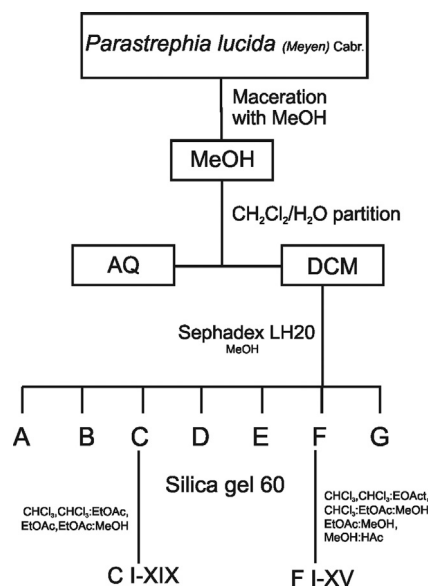 Parastrephia lucida (Meyen) Cabr.
Maceration
with MeOH
MeOH
CH₂Cl₂/H₂O partition
AQ
DCM
Sephadex LH20
MeOH
A B C D E F G
Silica gel 60
CHCl₃,CHCl₃:EtOAc,
EtOAc,EtOAc:MeOH
CHCl₃,CHCl₃:EOAct,
CHCl₃:EtOAc:MeOH
EtOAc:MeOH,
MeOH:HAc
C I-XIX
F I-XV